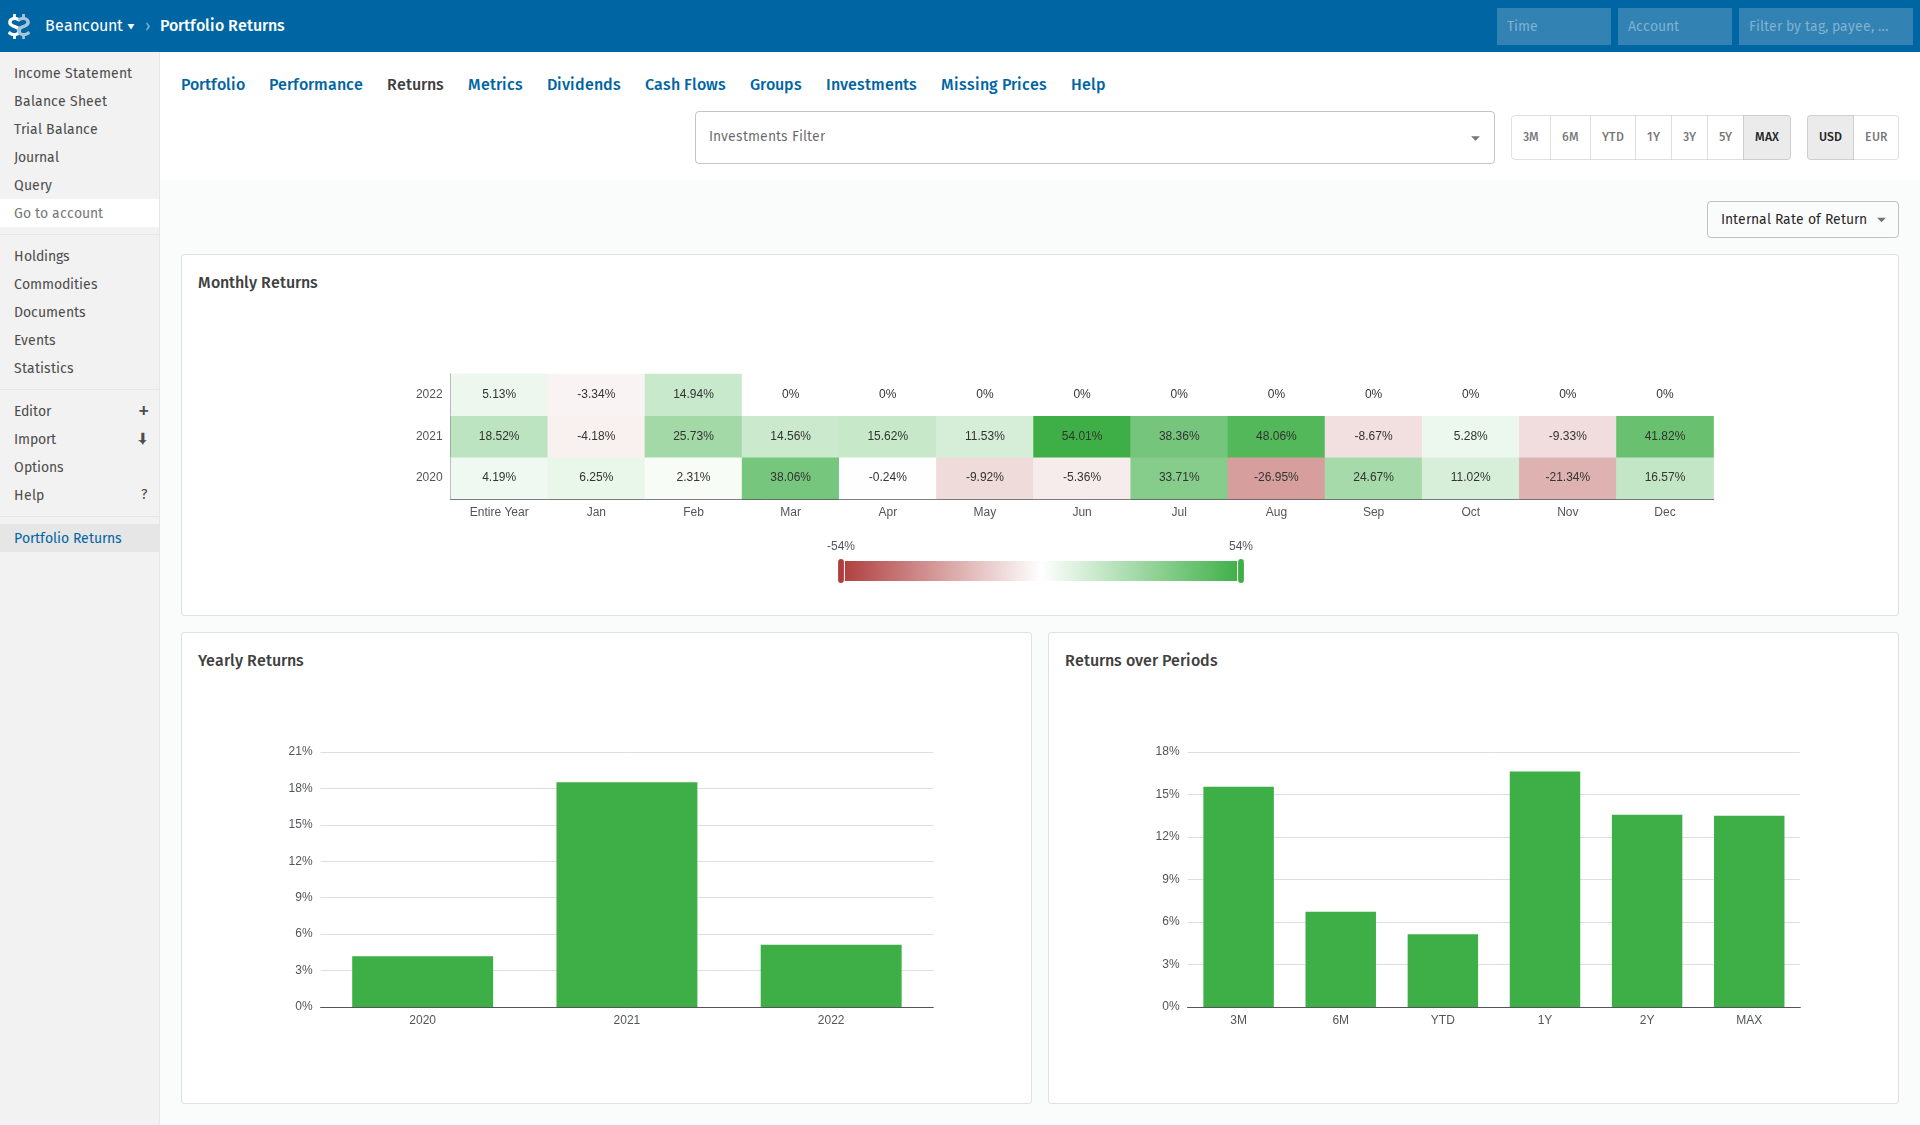 Beancount ▾ › Portfolio Returns
Time
Account
Filter by tag, payee, ...
Income Statement
Balance Sheet
Trial Balance
Journal
Query
Go to account
Holdings
Commodities
Documents
Events
Statistics
Editor +
Import ⬇
Options
Help ?
Portfolio Returns
Portfolio Performance Returns Metrics Dividends Cash Flows Groups Investments Missing Prices Help
Investments Filter
3M 6M YTD 1Y 3Y 5Y MAX
USD EUR
Internal Rate of Return
Monthly Returns
2022 5.13% -3.34% 14.94% 0% 0% 0% 0% 0% 0% 0% 0% 0% 0%
2021 18.52% -4.18% 25.73% 14.56% 15.62% 11.53% 54.01% 38.36% 48.06% -8.67% 5.28% -9.33% 41.82%
2020 4.19% 6.25% 2.31% 38.06% -0.24% -9.92% -5.36% 33.71% -26.95% 24.67% 11.02% -21.34% 16.57%
Entire Year Jan Feb Mar Apr May Jun Jul Aug Sep Oct Nov Dec
-54% 54%
Yearly Returns
21%
18%
15%
12%
9%
6%
3%
0%
2020 2021 2022
Returns over Periods
18%
15%
12%
9%
6%
3%
0%
3M 6M YTD 1Y 2Y MAX